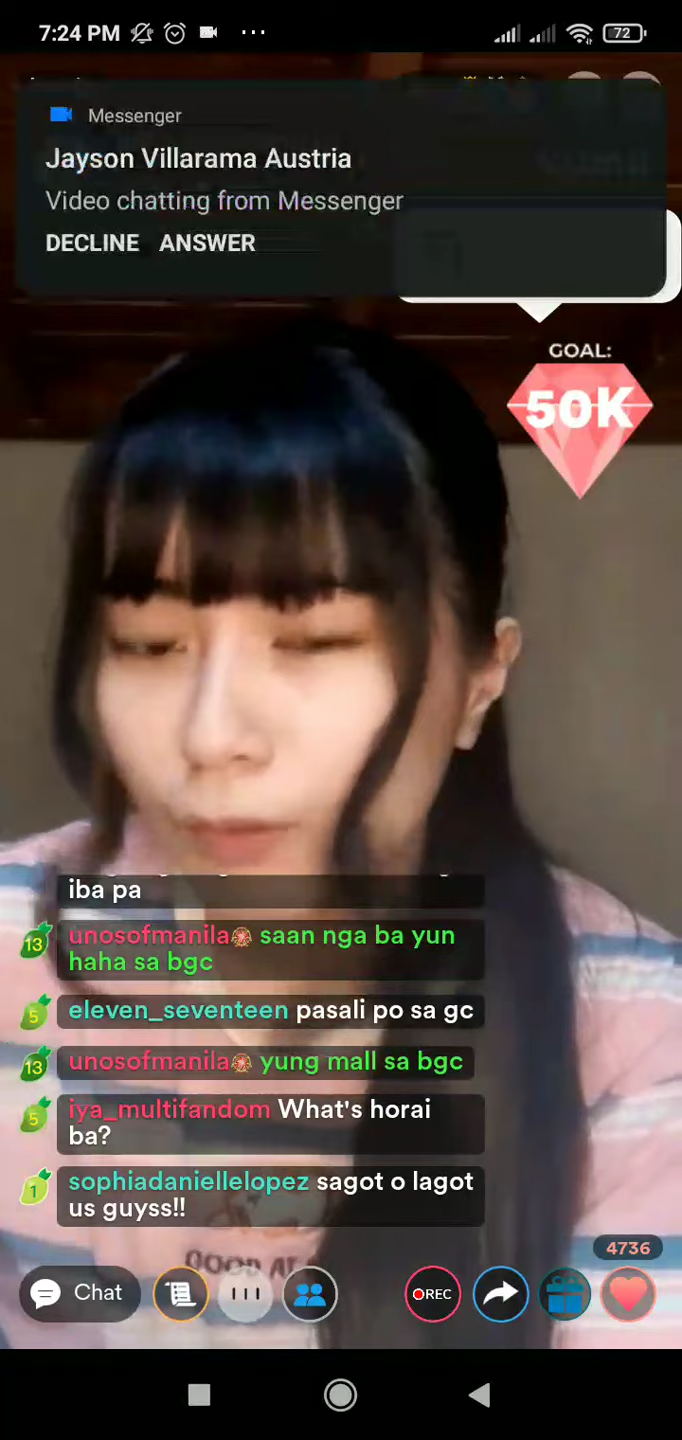 7:24 PM
72
Messenger
Jayson Villarama Austria
Video chatting from Messenger
DECLINE ANSWER
GOAL:
50K
iba pa
13 unosofmanila saan nga ba yun
haha sa bgc
5 eleven_seventeen pasali po sa gc
13 unosofmanila yung mall sa bgc
5 iya_multifandom What's horai
ba?
1 sophiadaniellelopez sagot o lagot
us guyss!!
GOOD AT
4736
Chat
REC